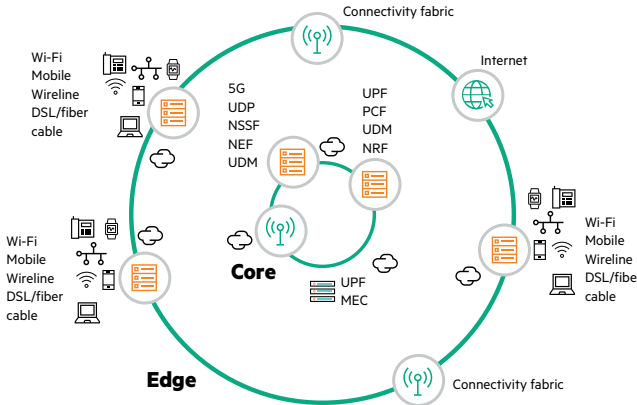 Connectivity fabric
Internet
Wi-Fi
Mobile
Wireline
DSL/fiber
cable
5G
UDP
NSSF
NEF
UDM
UPF
PCF
UDM
NRF
Wi-Fi
Mobile
Wireline
DSL/fiber
cable
Wi-Fi
Mobile
Wireline
DSL/fiber
cable
Core
UPF
MEC
Edge
Connectivity fabric